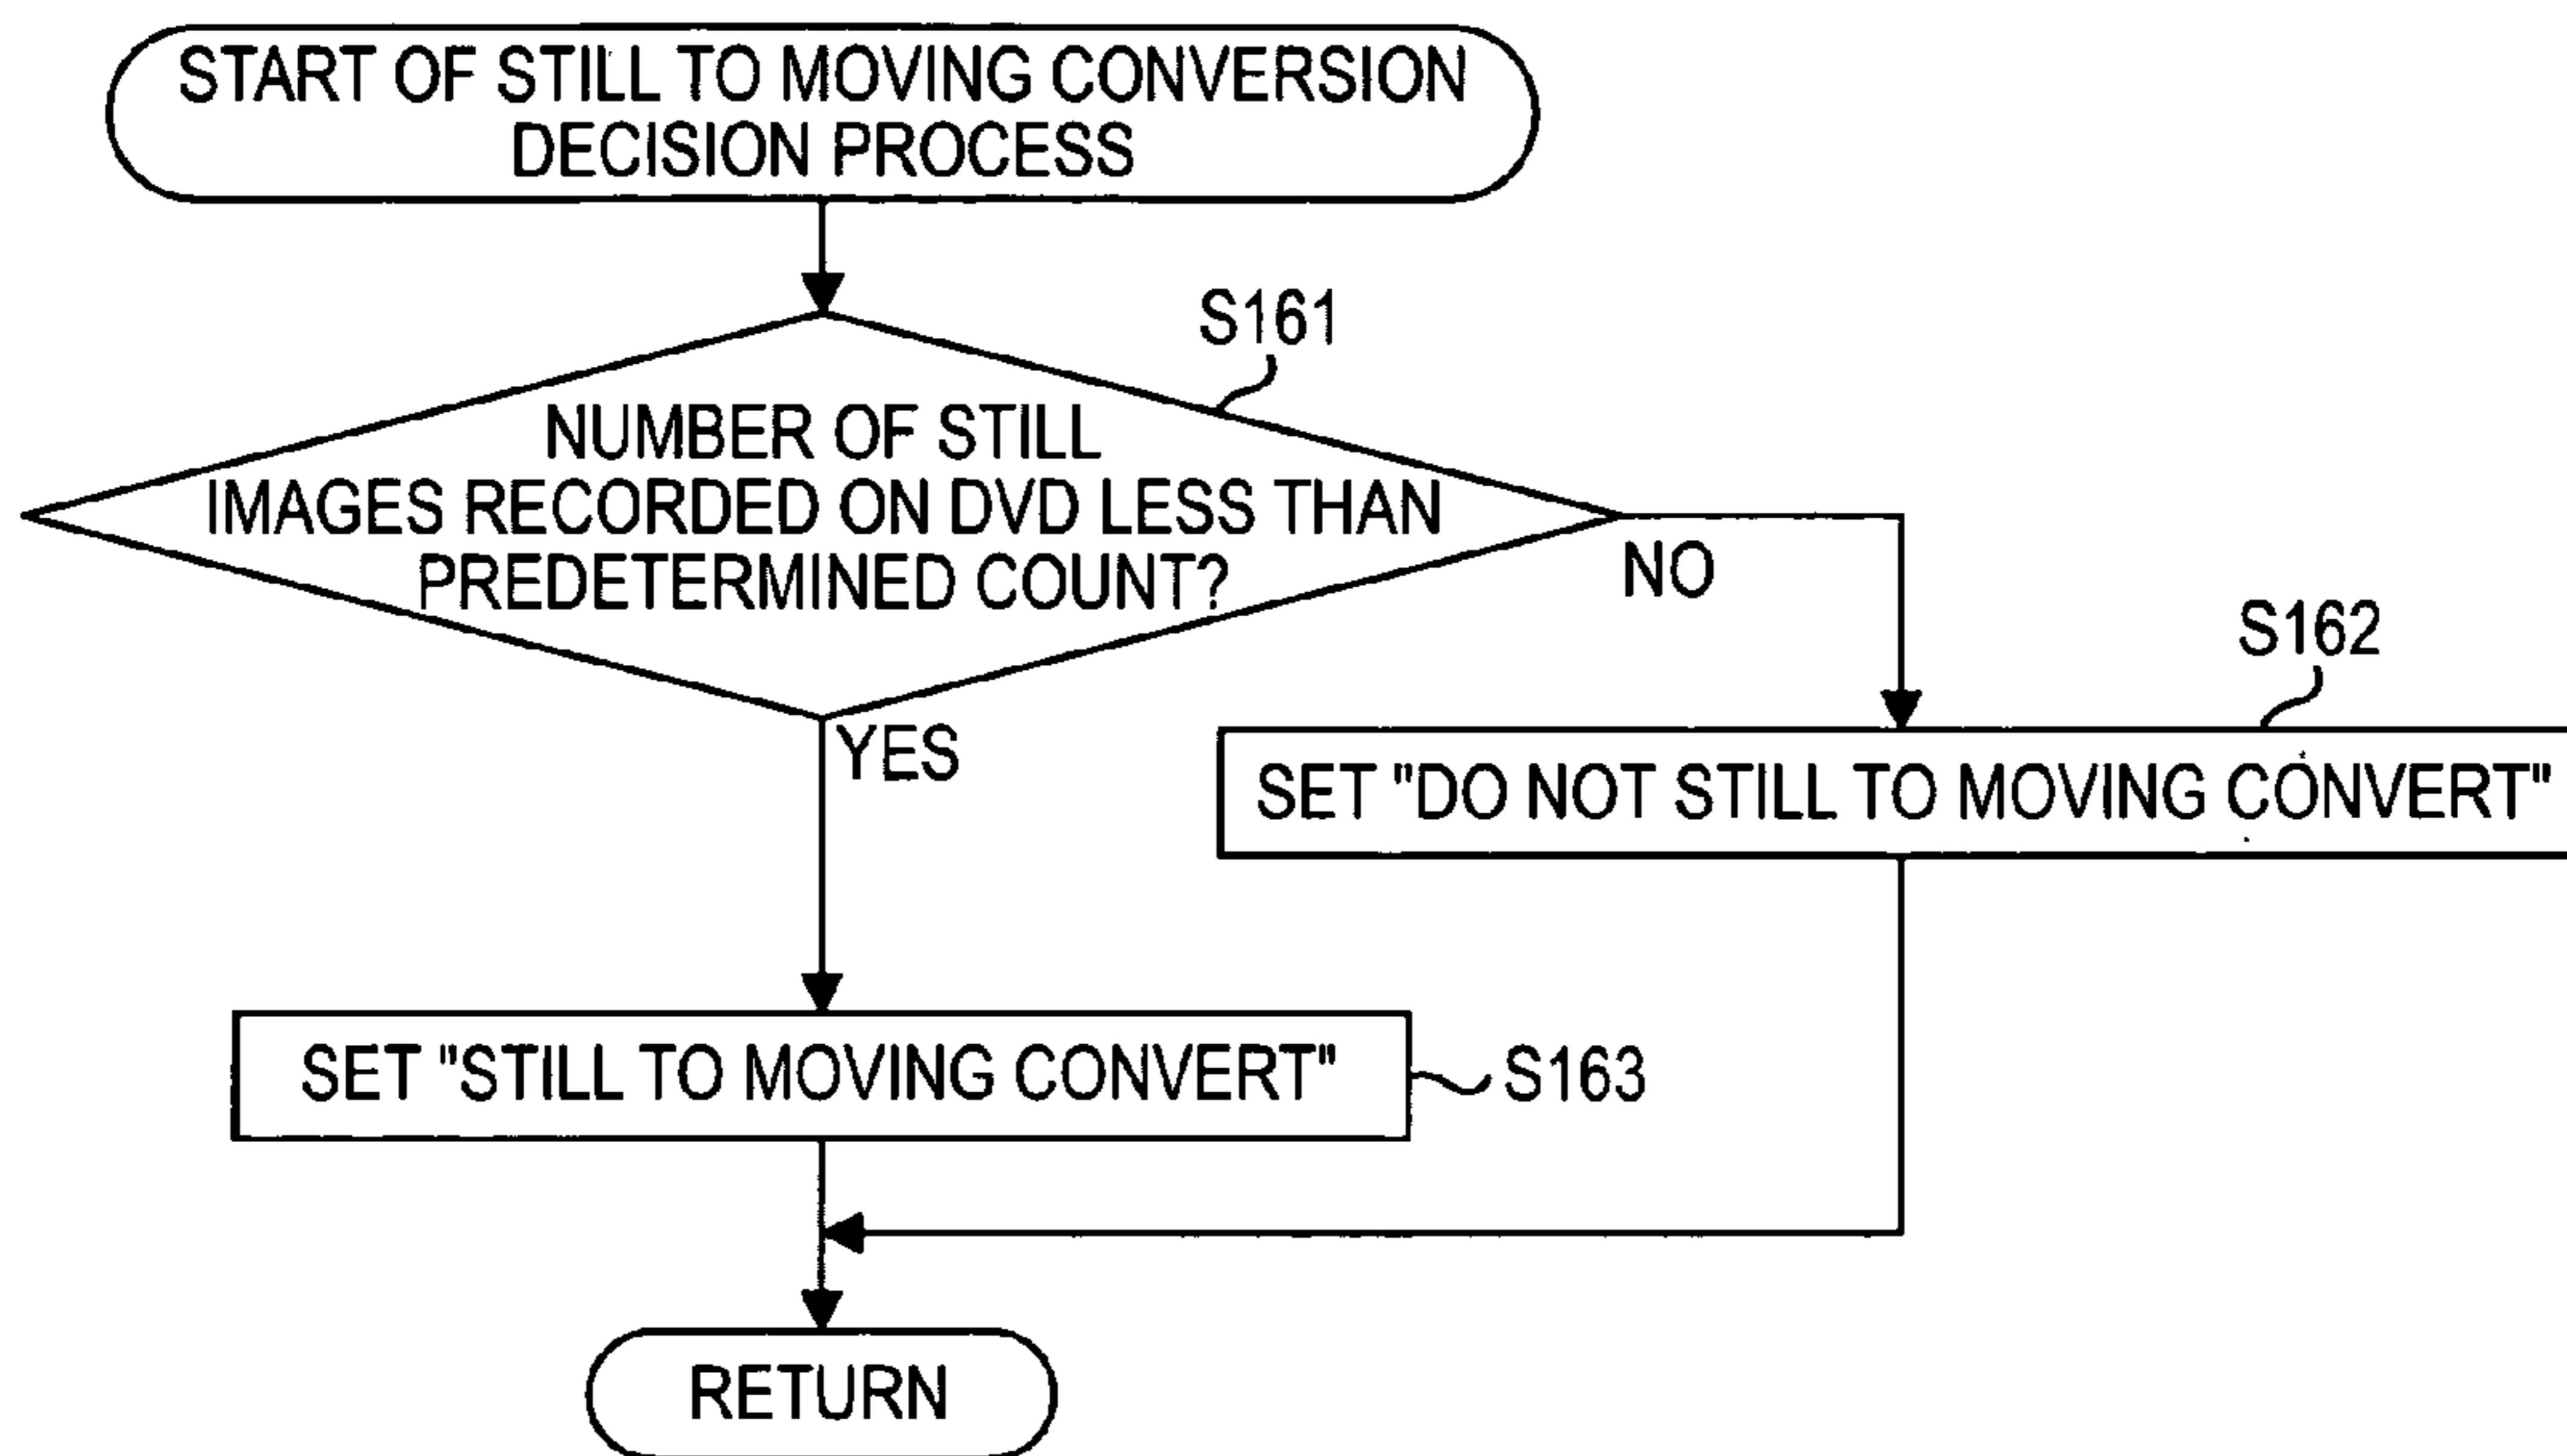 START OF STILL TO MOVING CONVERSION
DECISION PROCESS
S161
NUMBER OF STILL
IMAGES RECORDED ON DVD LESS THAN
PREDETERMINED COUNT?
NO
YES
S162
SET "DO NOT STILL TO MOVING CONVERT"
SET "STILL TO MOVING CONVERT"
S163
RETURN